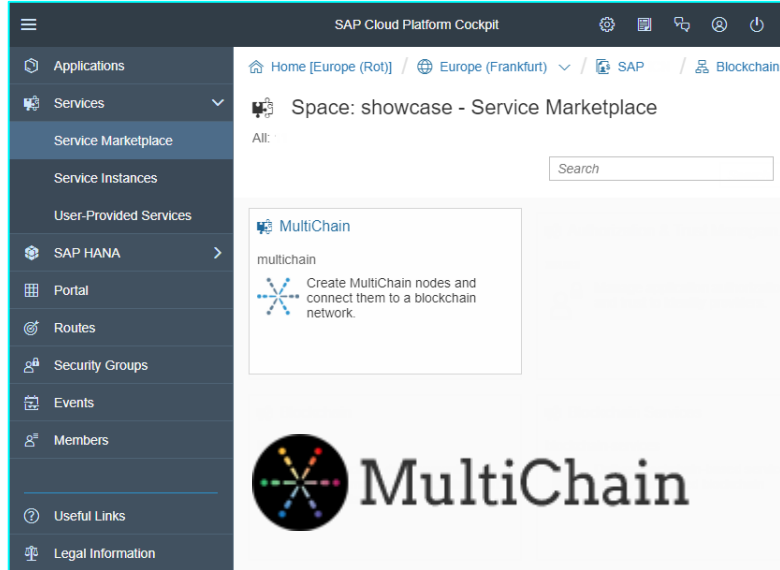 SAP Cloud Platform Cockpit
Applications
Services
Service Marketplace
Service Instances
User-Provided Services
SAP HANA
Portal
Routes
Security Groups
Events
Members
Useful Links
Legal Information
Home [Europe (Rot)] / Europe (Frankfurt) / SAP / Blockchain
Space: showcase - Service Marketplace
All:
Search
MultiChain
multichain
Create MultiChain nodes and
connect them to a blockchain
network.
MultiChain